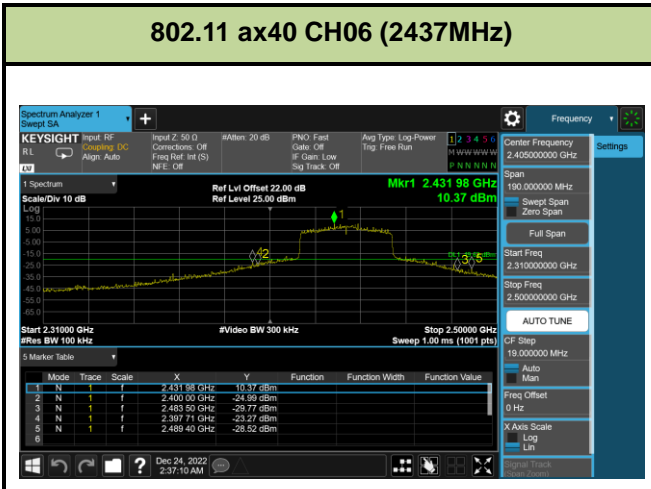 802.11 ax40 CH06 (2437MHz)
Spectrum Analyzer 1
Swept SA
Frequency
KEYSIGHT Input: RF Input Z: 50 Ω #Atten: 20 dB PNO: Fast Avg Type: Log-Power 1 2 3 4 5 6
RL Coupling: DC Corrections: Off Gate: Off Trig: Free Run M W W W W W
Align: Auto Freq Ref: Int (S) IF Gain: Low
LXI NFE: Off Sig Track: Off P N N N N N
1 Spectrum
Scale/Div 10 dB
Ref Lvl Offset 22.00 dB
Ref Level 25.00 dBm
Mkr1 2.431 98 GHz
10.37 dBm
Log
15.0
5.00
-5.00
-15.0
-25.0
-35.0
-45.0
-55.0
-65.0
1
2
3
5
Start 2.31000 GHz #Video BW 300 kHz Stop 2.50000 GHz
#Res BW 100 kHz Sweep 1.00 ms (1001 pts)
5 Marker Table
Mode Trace Scale X Y Function Function Width Function Value
1 N 1 f 2.431 98 GHz 10.37 dBm
2 N 1 f 2.400 00 GHz -24.99 dBm
3 N 1 f 2.483 50 GHz -29.77 dBm
4 N 1 f 2.397 71 GHz -23.27 dBm
5 N 1 f 2.489 40 GHz -28.52 dBm
6
Dec 24, 2022
2:37:10 AM
Center Frequency
2.405000000 GHz
Settings
Span
190.000000 MHz
Swept Span
Zero Span
Full Span
Start Freq
2.310000000 GHz
Stop Freq
2.500000000 GHz
AUTO TUNE
CF Step
19.000000 MHz
Auto
Man
Freq Offset
0 Hz
X Axis Scale
Log
Lin
Signal Track
(Span Zoom)